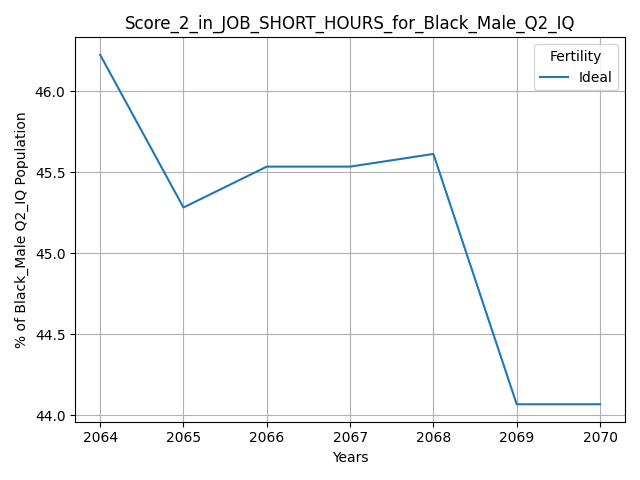 Score_2_in_JOB_SHORT_HOURS_for_Black_Male_Q2_IQ
Fertility
Ideal
% of Black_Male Q2_IQ Population
46.0
45.5
45.0
44.5
44.0
2064 2065 2066 2067 2068 2069 2070
Years